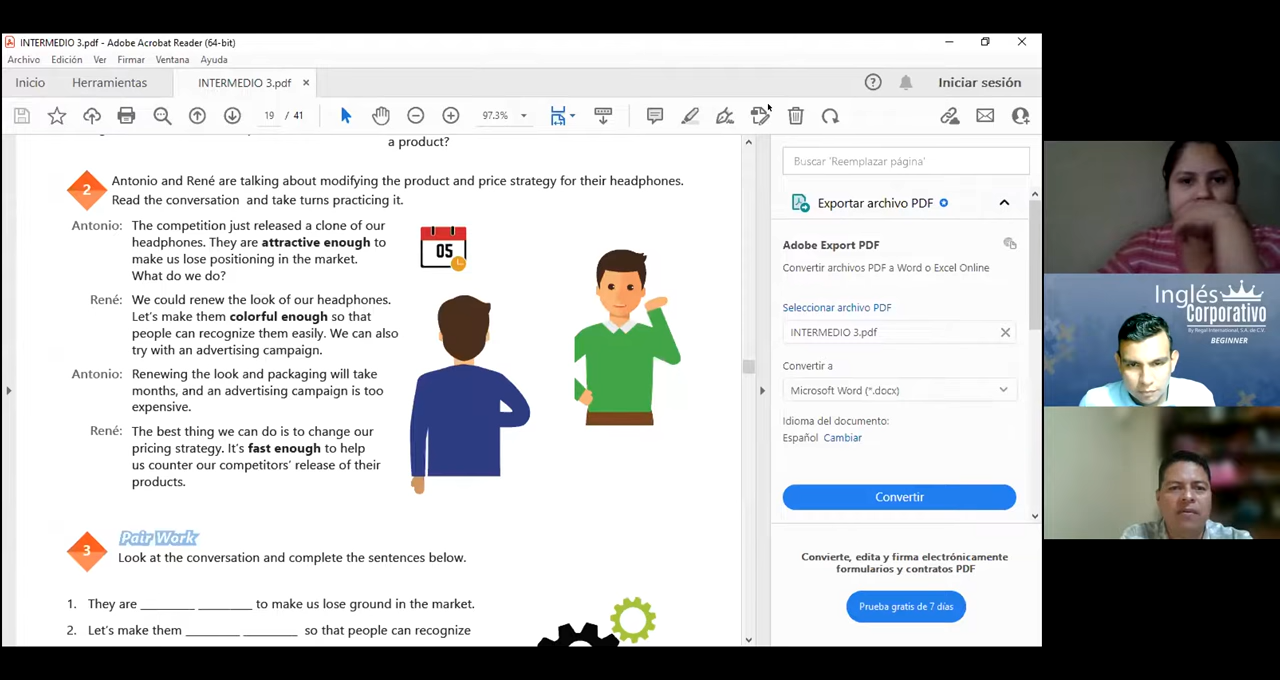 INTERMEDIO 3.pdf - Adobe Acrobat Reader (64-bit)
Archivo Edición Ver Firmar Ventana Ayuda
Inicio Herramientas INTERMEDIO 3.pdf × Iniciar sesión
19 / 41 97.3%
a product?
2 Antonio and René are talking about modifying the product and price strategy for their headphones.
Read the conversation and take turns practicing it.
Antonio: The competition just released a clone of our
headphones. They are attractive enough to
make us lose positioning in the market.
What do we do?
05
René: We could renew the look of our headphones.
Let's make them colorful enough so that
people can recognize them easily. We can also
try with an advertising campaign.
Antonio: Renewing the look and packaging will take
months, and an advertising campaign is too
expensive.
René: The best thing we can do is to change our
pricing strategy. It's fast enough to help
us counter our competitors' release of their
products.
3 Pair Work
Look at the conversation and complete the sentences below.
1. They are ________ ________ to make us lose ground in the market.
2. Let's make them ________ ________ so that people can recognize
Buscar 'Reemplazar página'
Exportar archivo PDF
Adobe Export PDF
Convertir archivos PDF a Word o Excel Online
Seleccionar archivo PDF
INTERMEDIO 3.pdf
Convertir a
Microsoft Word (*.docx)
Idioma del documento:
Español Cambiar
Convertir
Convierte, edita y firma electrónicamente
formularios y contratos PDF
Prueba gratis de 7 días
Inglés
Corporativo
By Regal International, S.A. de C.V.
BEGINNER